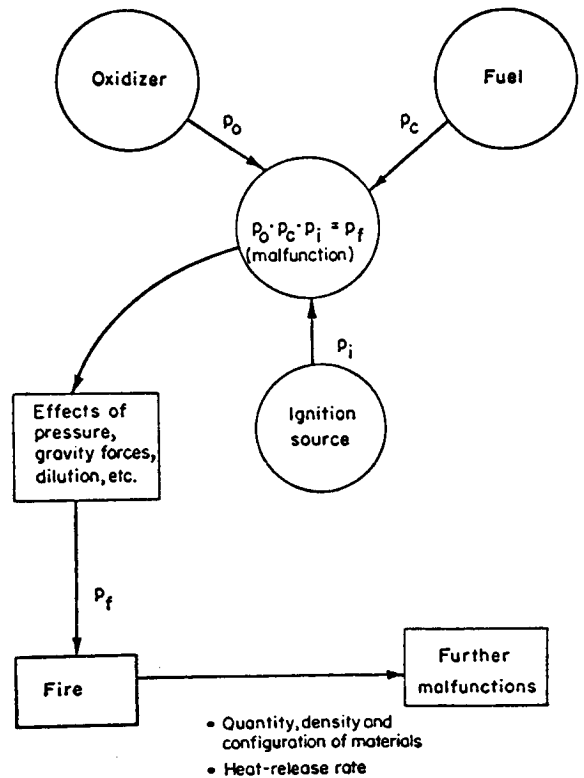 Oxidizer
Fuel
p_o
p_c
p_o · p_c · p_i = p_f
(malfunction)
p_i
Ignition
source
Effects of
pressure,
gravity forces,
dilution, etc.
p_f
Fire
Further
malfunctions
• Quantity, density and
configuration of materials
• Heat-release rate